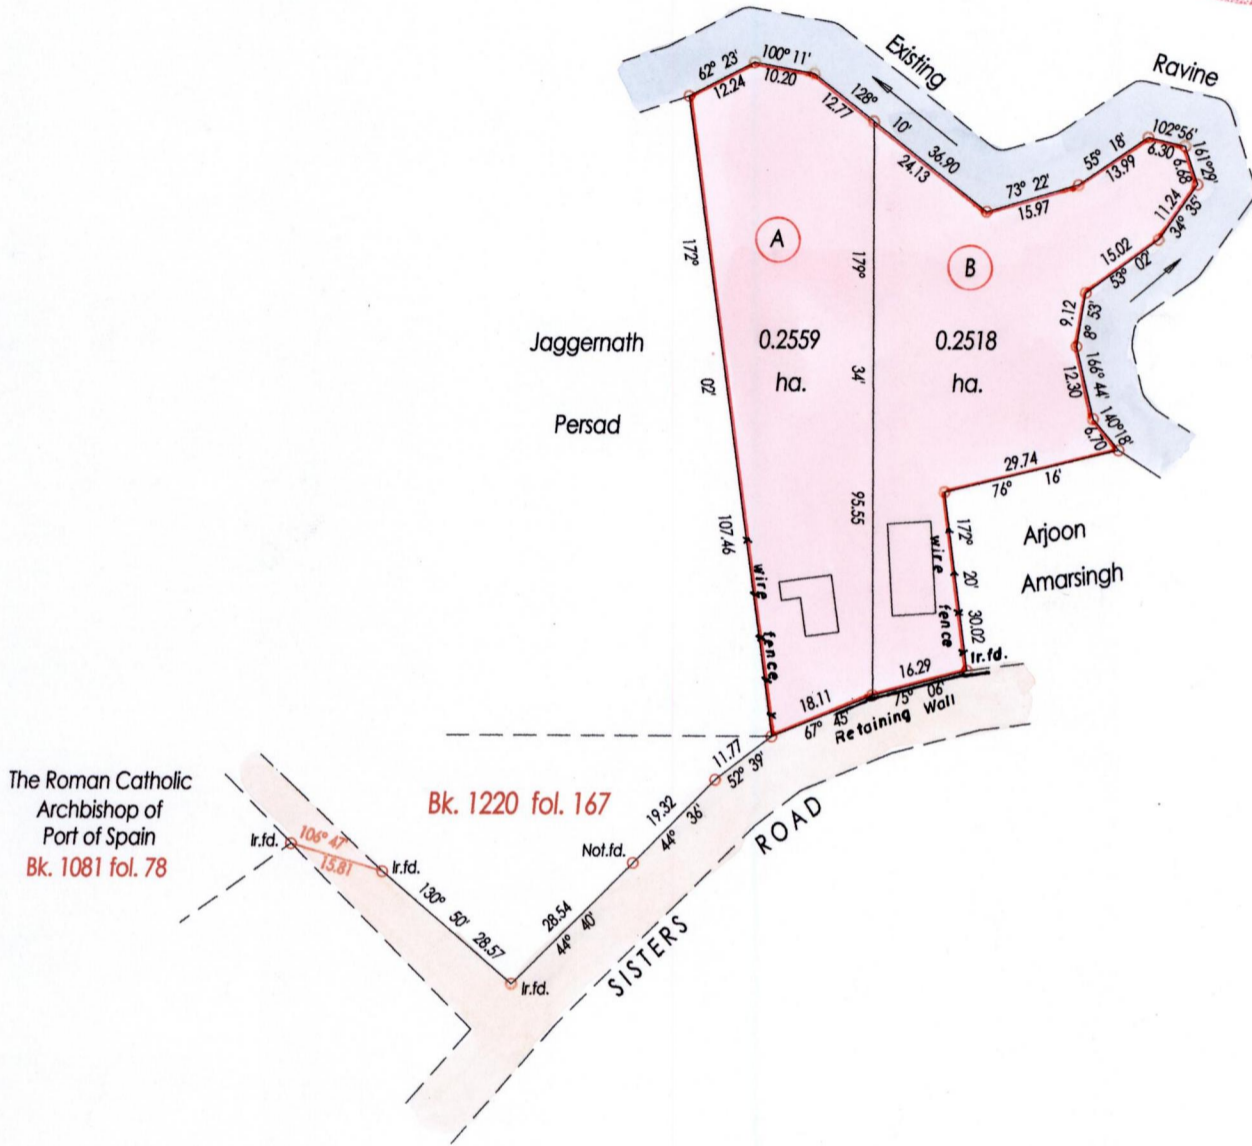 Existing
Ravine
62° 23'
12.24
100° 11'
10.20
128° 10'
12.77
36.90
24.13
73° 22'
15.97
55° 18'
13.99
102°56'
6.30
161°29'
6.68
11.24
34° 35'
15.02
53° 02'
9.12
8° 53'
166° 44'
12.30
140°18'
6.70
29.74
76° 16'
172° 02'
107.46
wire fence
A
0.2559
ha.
179° 34'
95.55
B
0.2518
ha.
Jaggernath
Persad
Arjoon
Amarsingh
172° 20'
30.02
wire fence
Ir.fd.
16.29
75° 06'
18.11
67° 45'
Retaining Wall
11.77
52° 39'
19.32
44° 36'
Not.fd.
28.54
44° 40'
Ir.fd.
130° 50' 28.57
Ir.fd.
106° 47'
15.81
Ir.fd.
The Roman Catholic
Archbishop of
Port of Spain
Bk. 1081 fol. 78
Bk. 1220 fol. 167
SISTERS ROAD